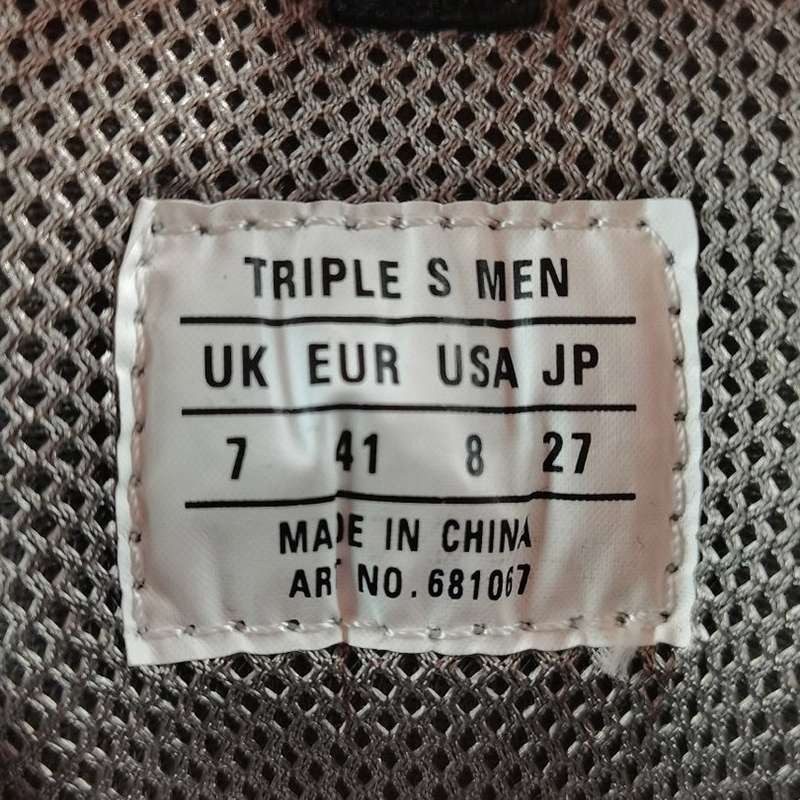 TRIPLE S MEN
UK EUR USA JP
7 41 8 27
MADE IN CHINA
ART NO.681067